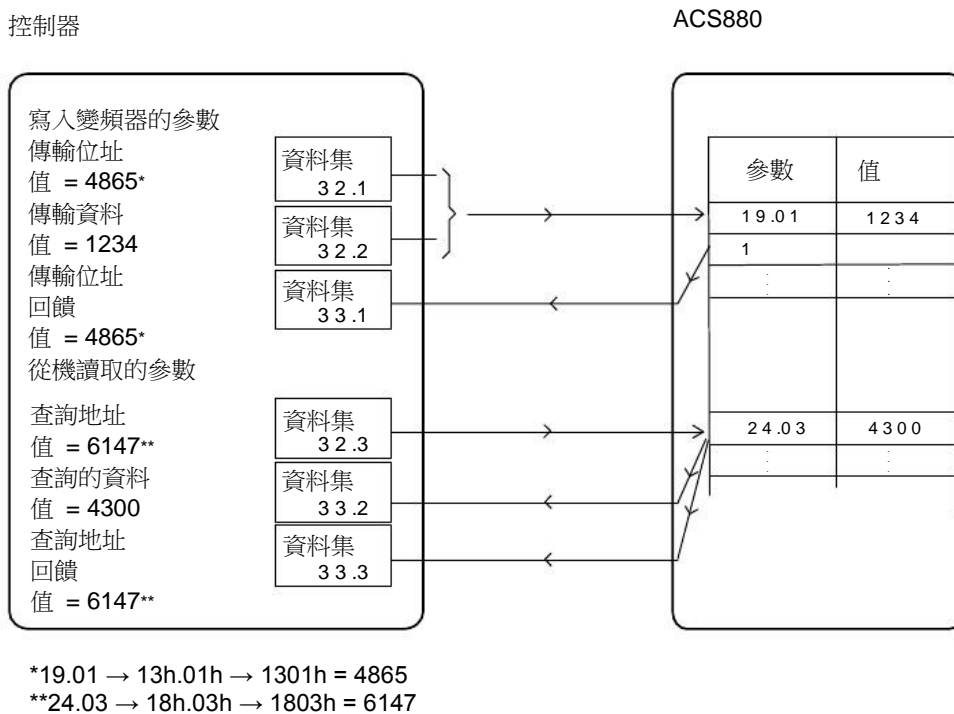 控制器
ACS880
寫入變頻器的參數
傳輸位址
值 = 4865*
傳輸資料
值 = 1234
傳輸位址
回饋
值 = 4865*
從機讀取的參數
查詢地址
值 = 6147**
查詢的資料
值 = 4300
查詢地址
回饋
值 = 6147**
資料集
32.1
資料集
32.2
資料集
33.1
資料集
32.3
資料集
33.2
資料集
33.3
參數 值
19.01 1234
1
24.03 4300
*19.01 → 13h.01h → 1301h = 4865
**24.03 → 18h.03h → 1803h = 6147